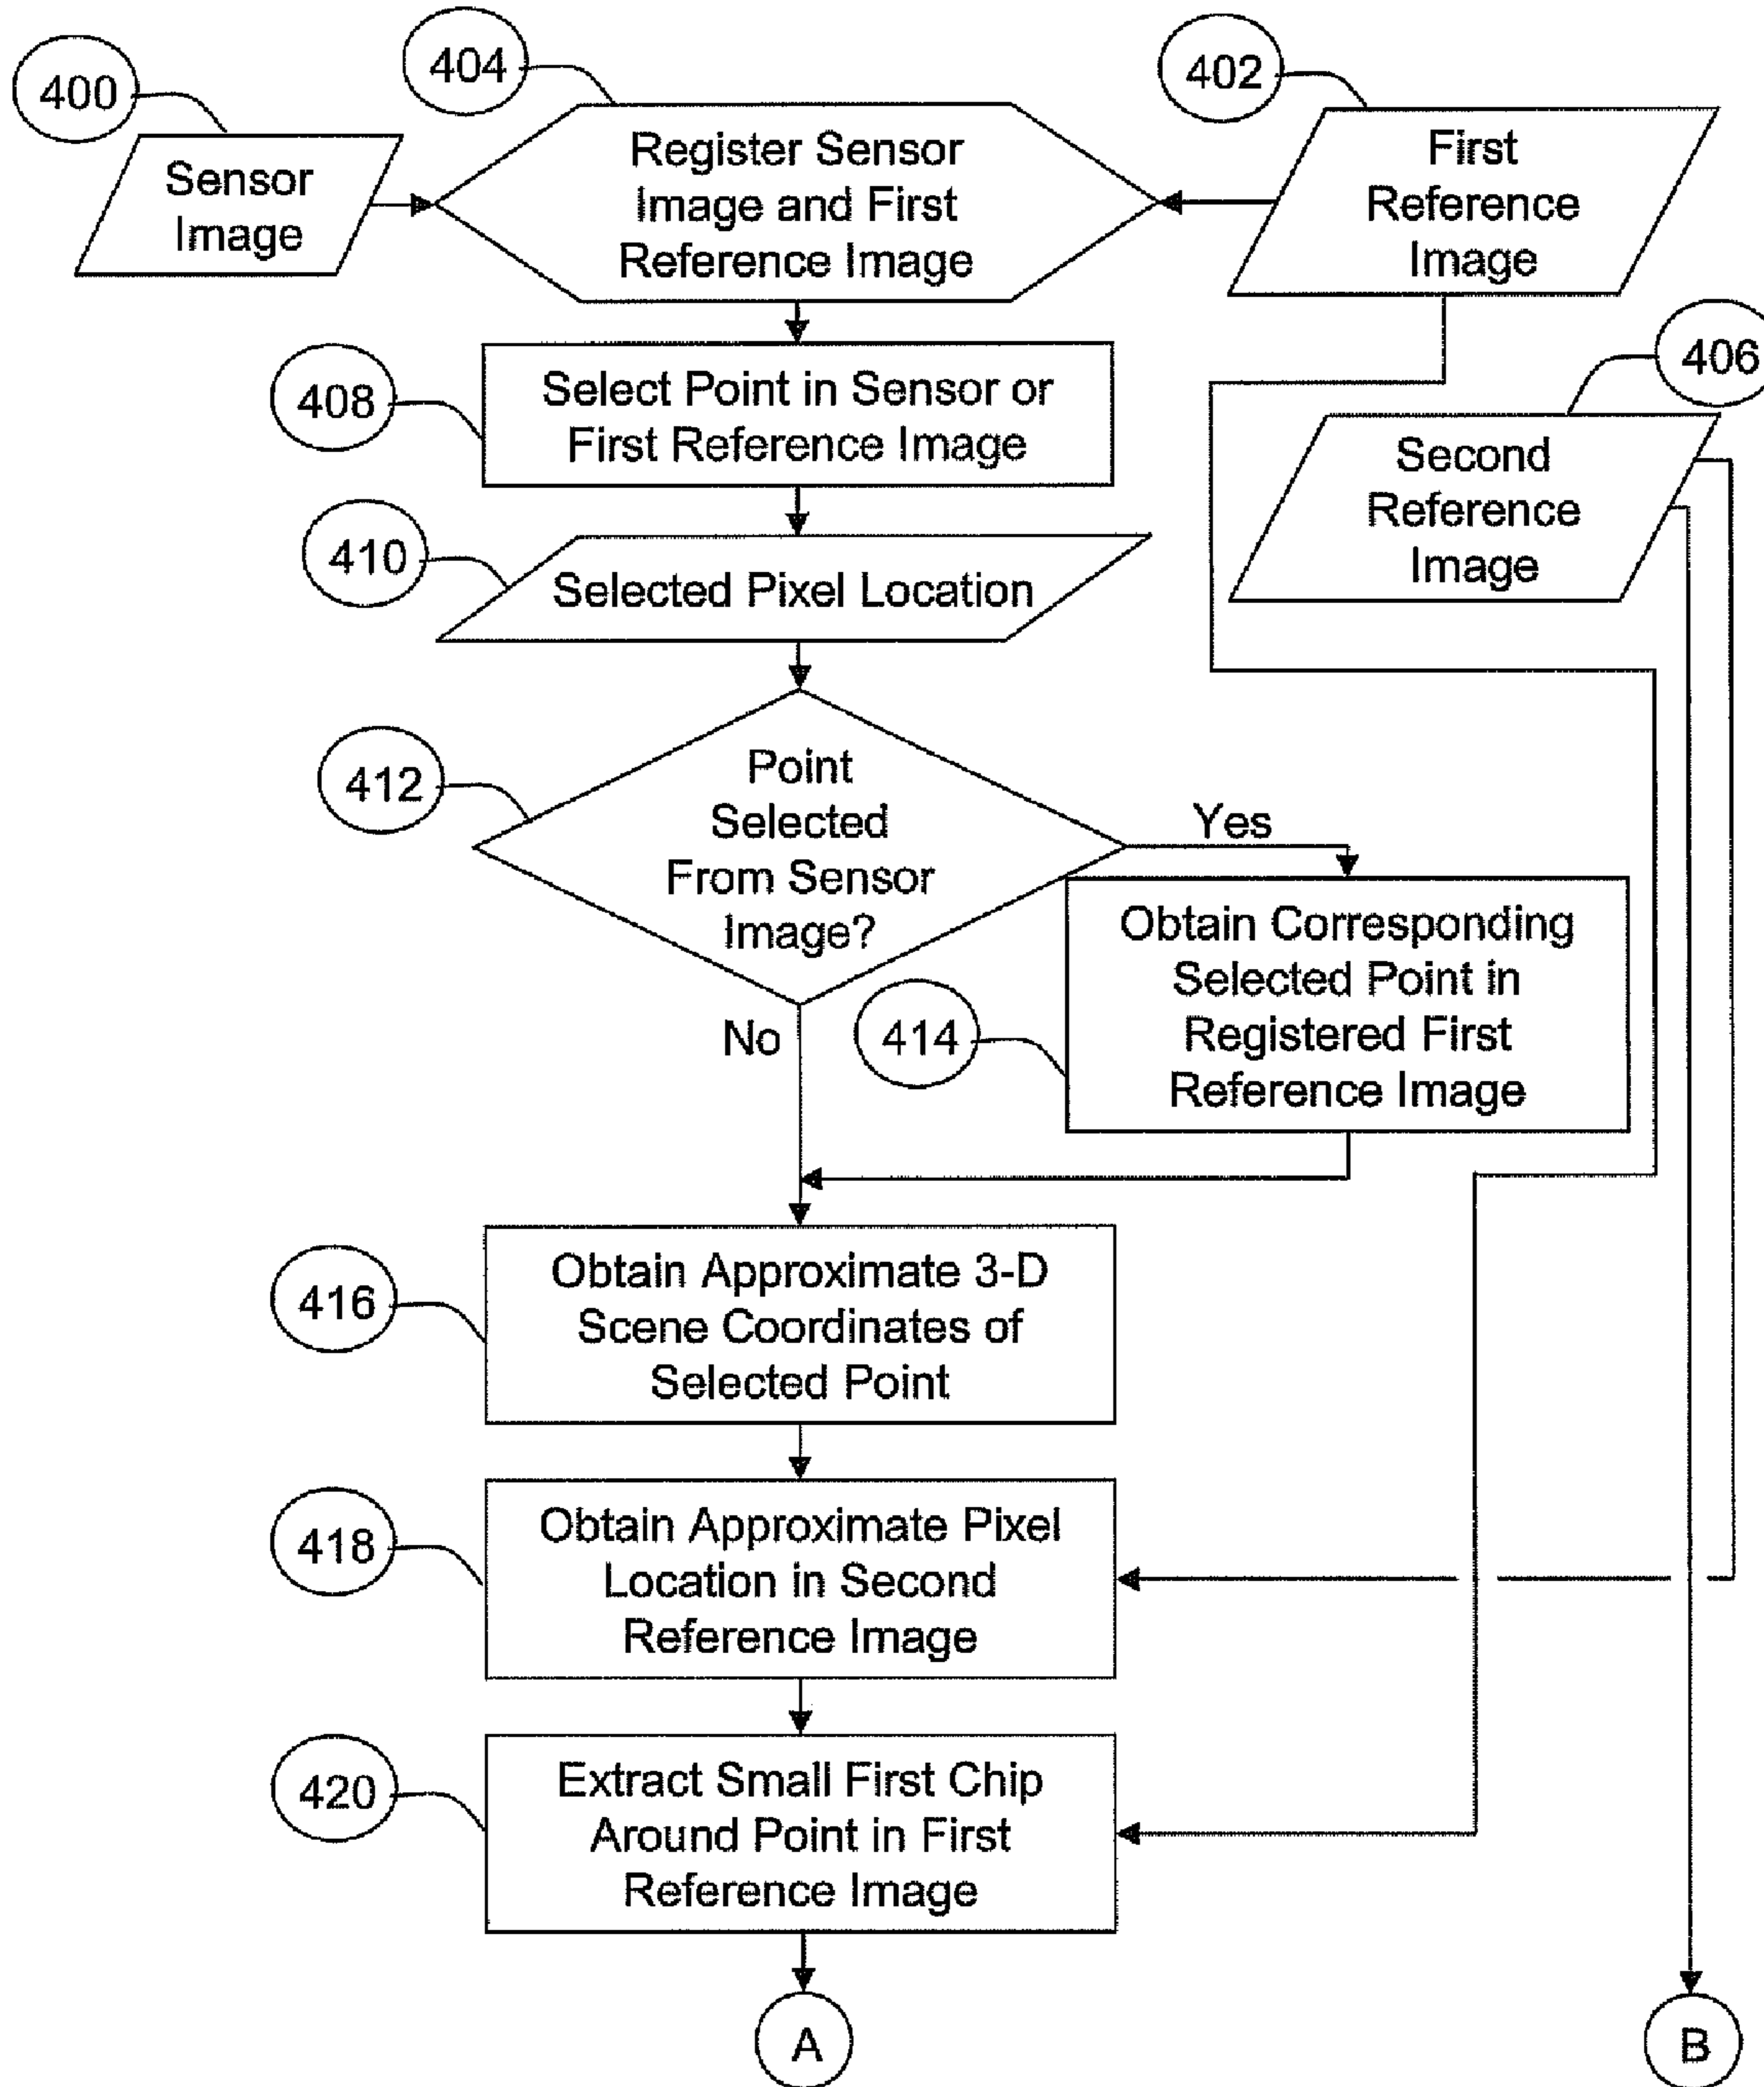 400
Sensor
Image
404
Register Sensor
Image and First
Reference Image
402
First
Reference
Image
406
Second
Reference
Image
408
Select Point in Sensor or
First Reference Image
410
Selected Pixel Location
412
Point
Selected
From Sensor
Image?
Yes
No
414
Obtain Corresponding
Selected Point in
Registered First
Reference Image
416
Obtain Approximate 3-D
Scene Coordinates of
Selected Point
418
Obtain Approximate Pixel
Location in Second
Reference Image
420
Extract Small First Chip
Around Point in First
Reference Image
A
B